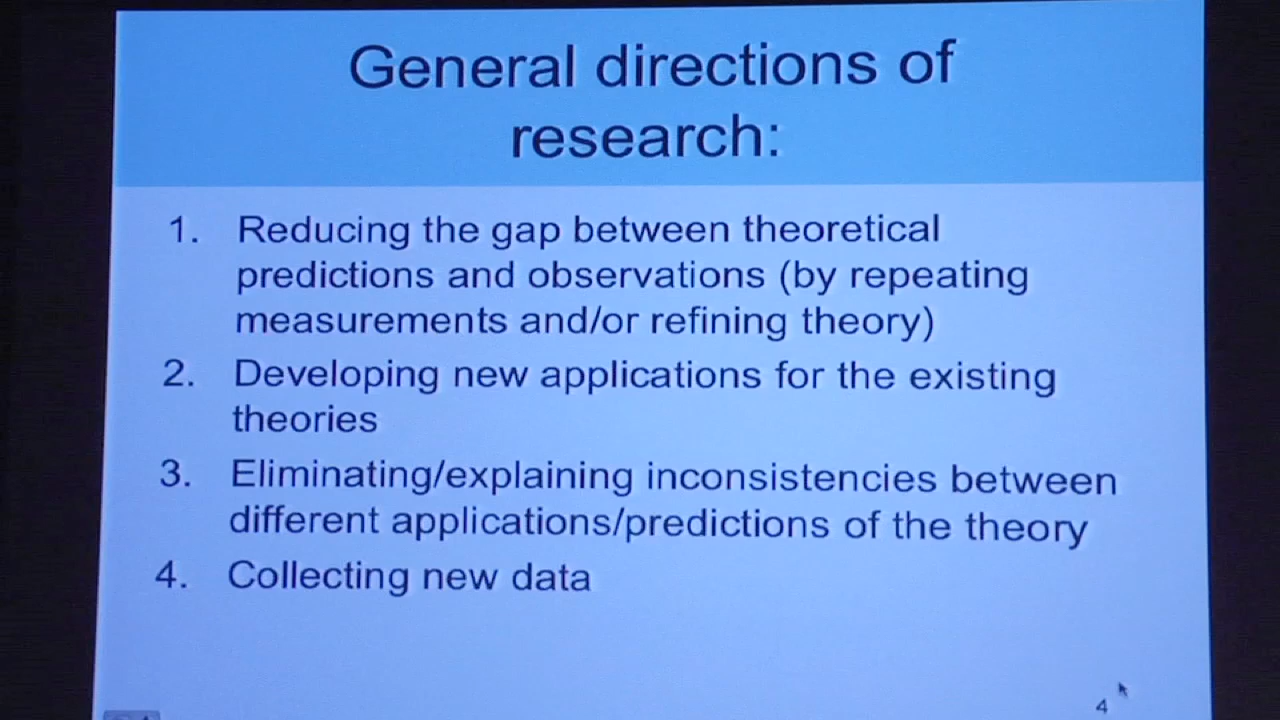 General directions of
research:
1. Reducing the gap between theoretical
predictions and observations (by repeating
measurements and/or refining theory)
2. Developing new applications for the existing
theories
3. Eliminating/explaining inconsistencies between
different applications/predictions of the theory
4. Collecting new data
4